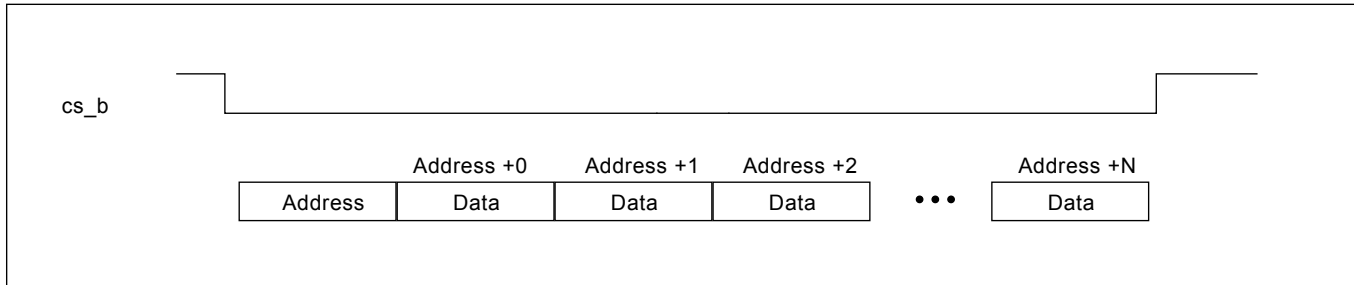 cs_b
Address +0 Address +1 Address +2 Address +N
Address Data Data Data ••• Data